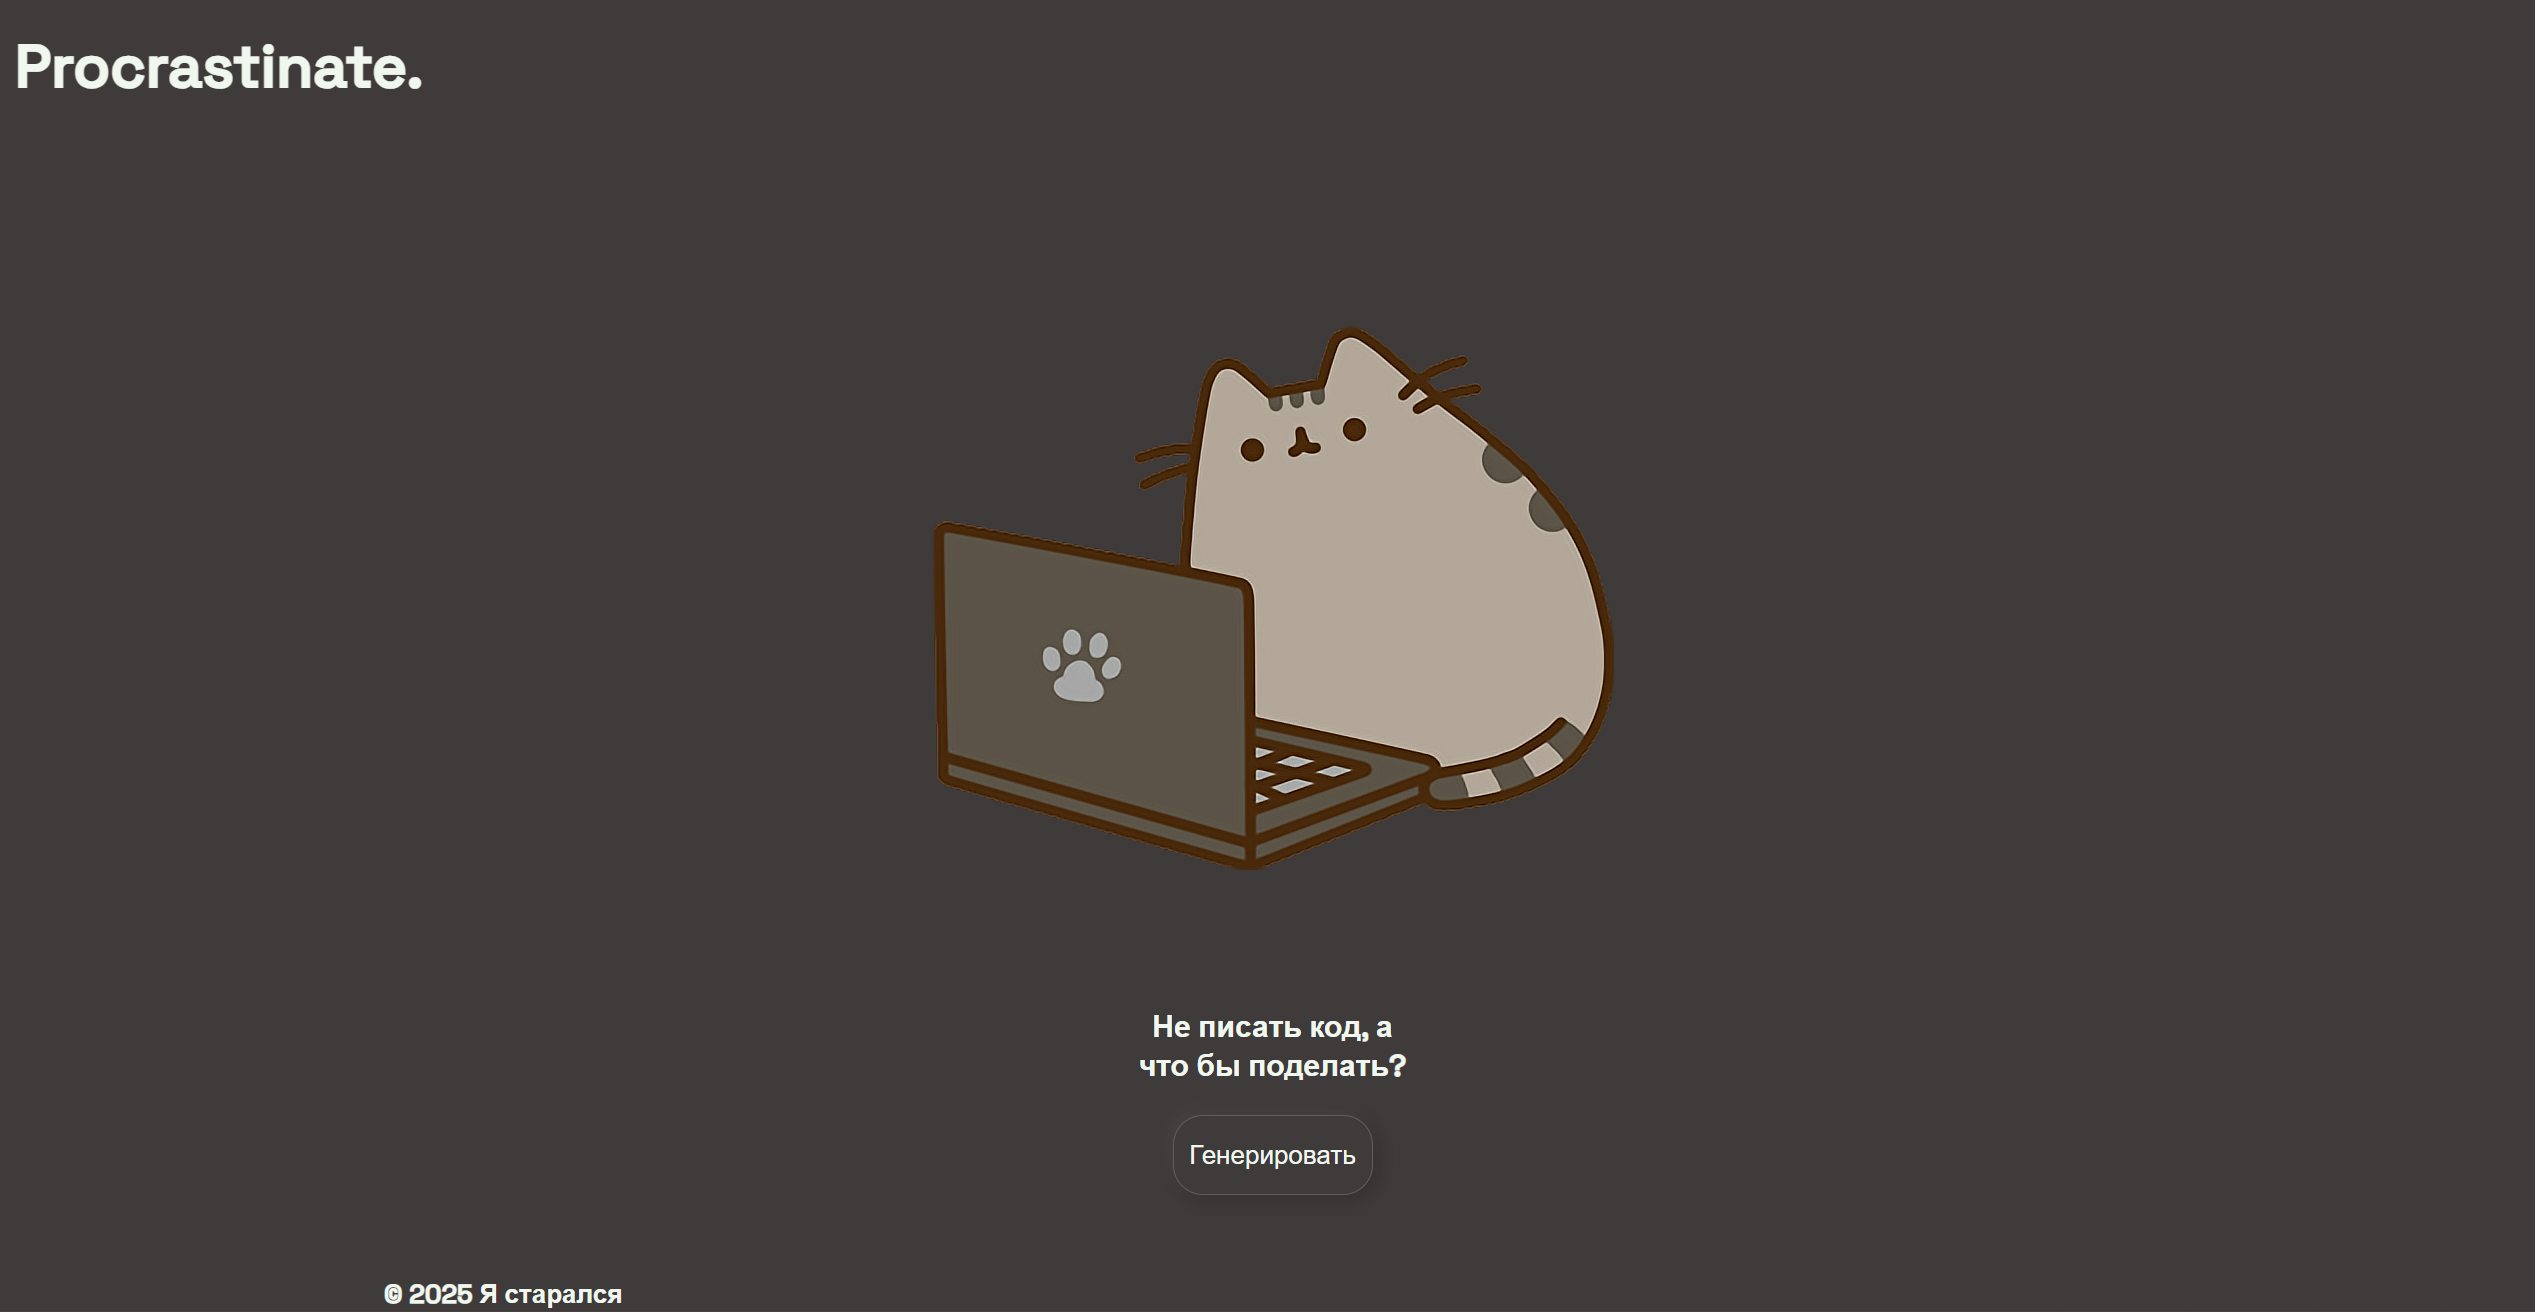 Procrastinate.
Не писать код, а
что бы поделать?
Генерировать
© 2025 Я старался